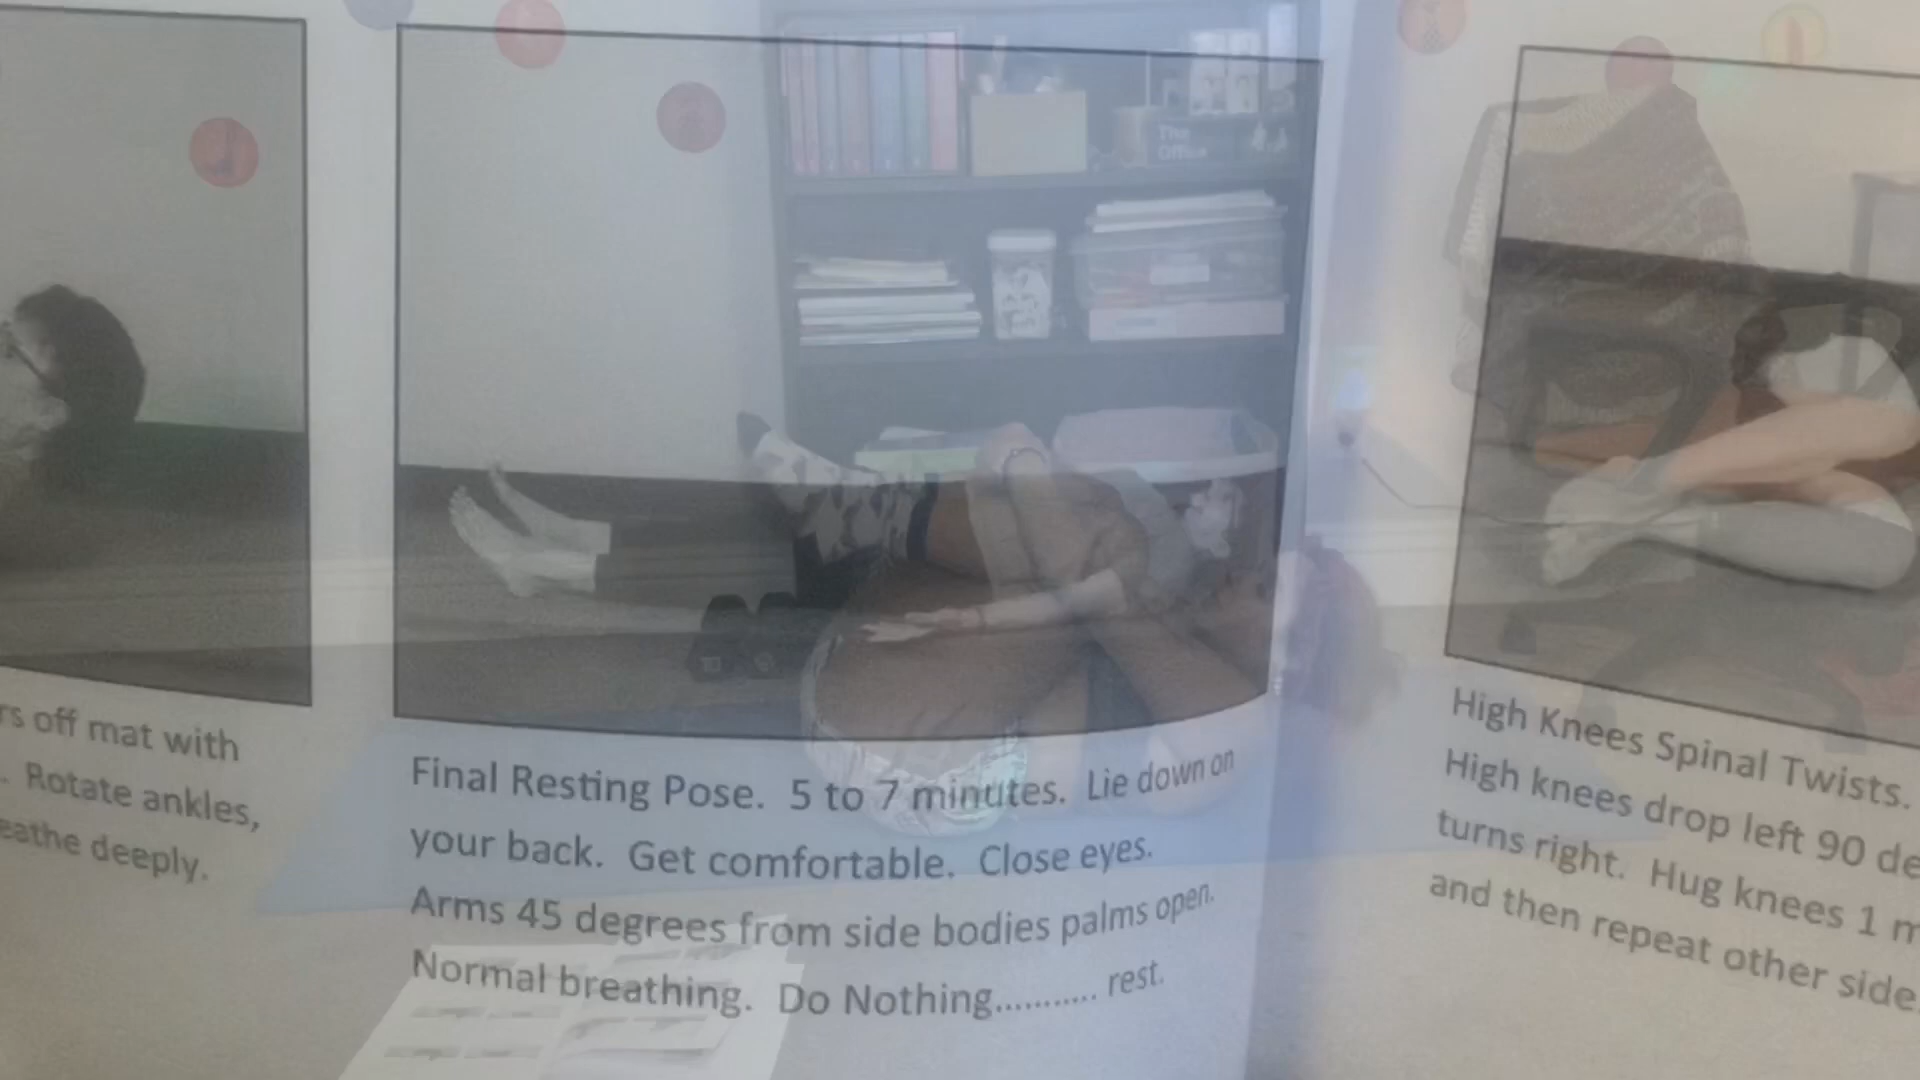 The
Office
rs off mat with
. Rotate ankles,
eathe deeply.
Final Resting Pose. 5 to 7 minutes. Lie down on
your back. Get comfortable. Close eyes.
Arms 45 degrees from side bodies palms open.
Normal breathing. Do Nothing........... rest.
High Knees Spinal Twists.
High knees drop left 90 de
turns right. Hug knees 1 m
and then repeat other side.